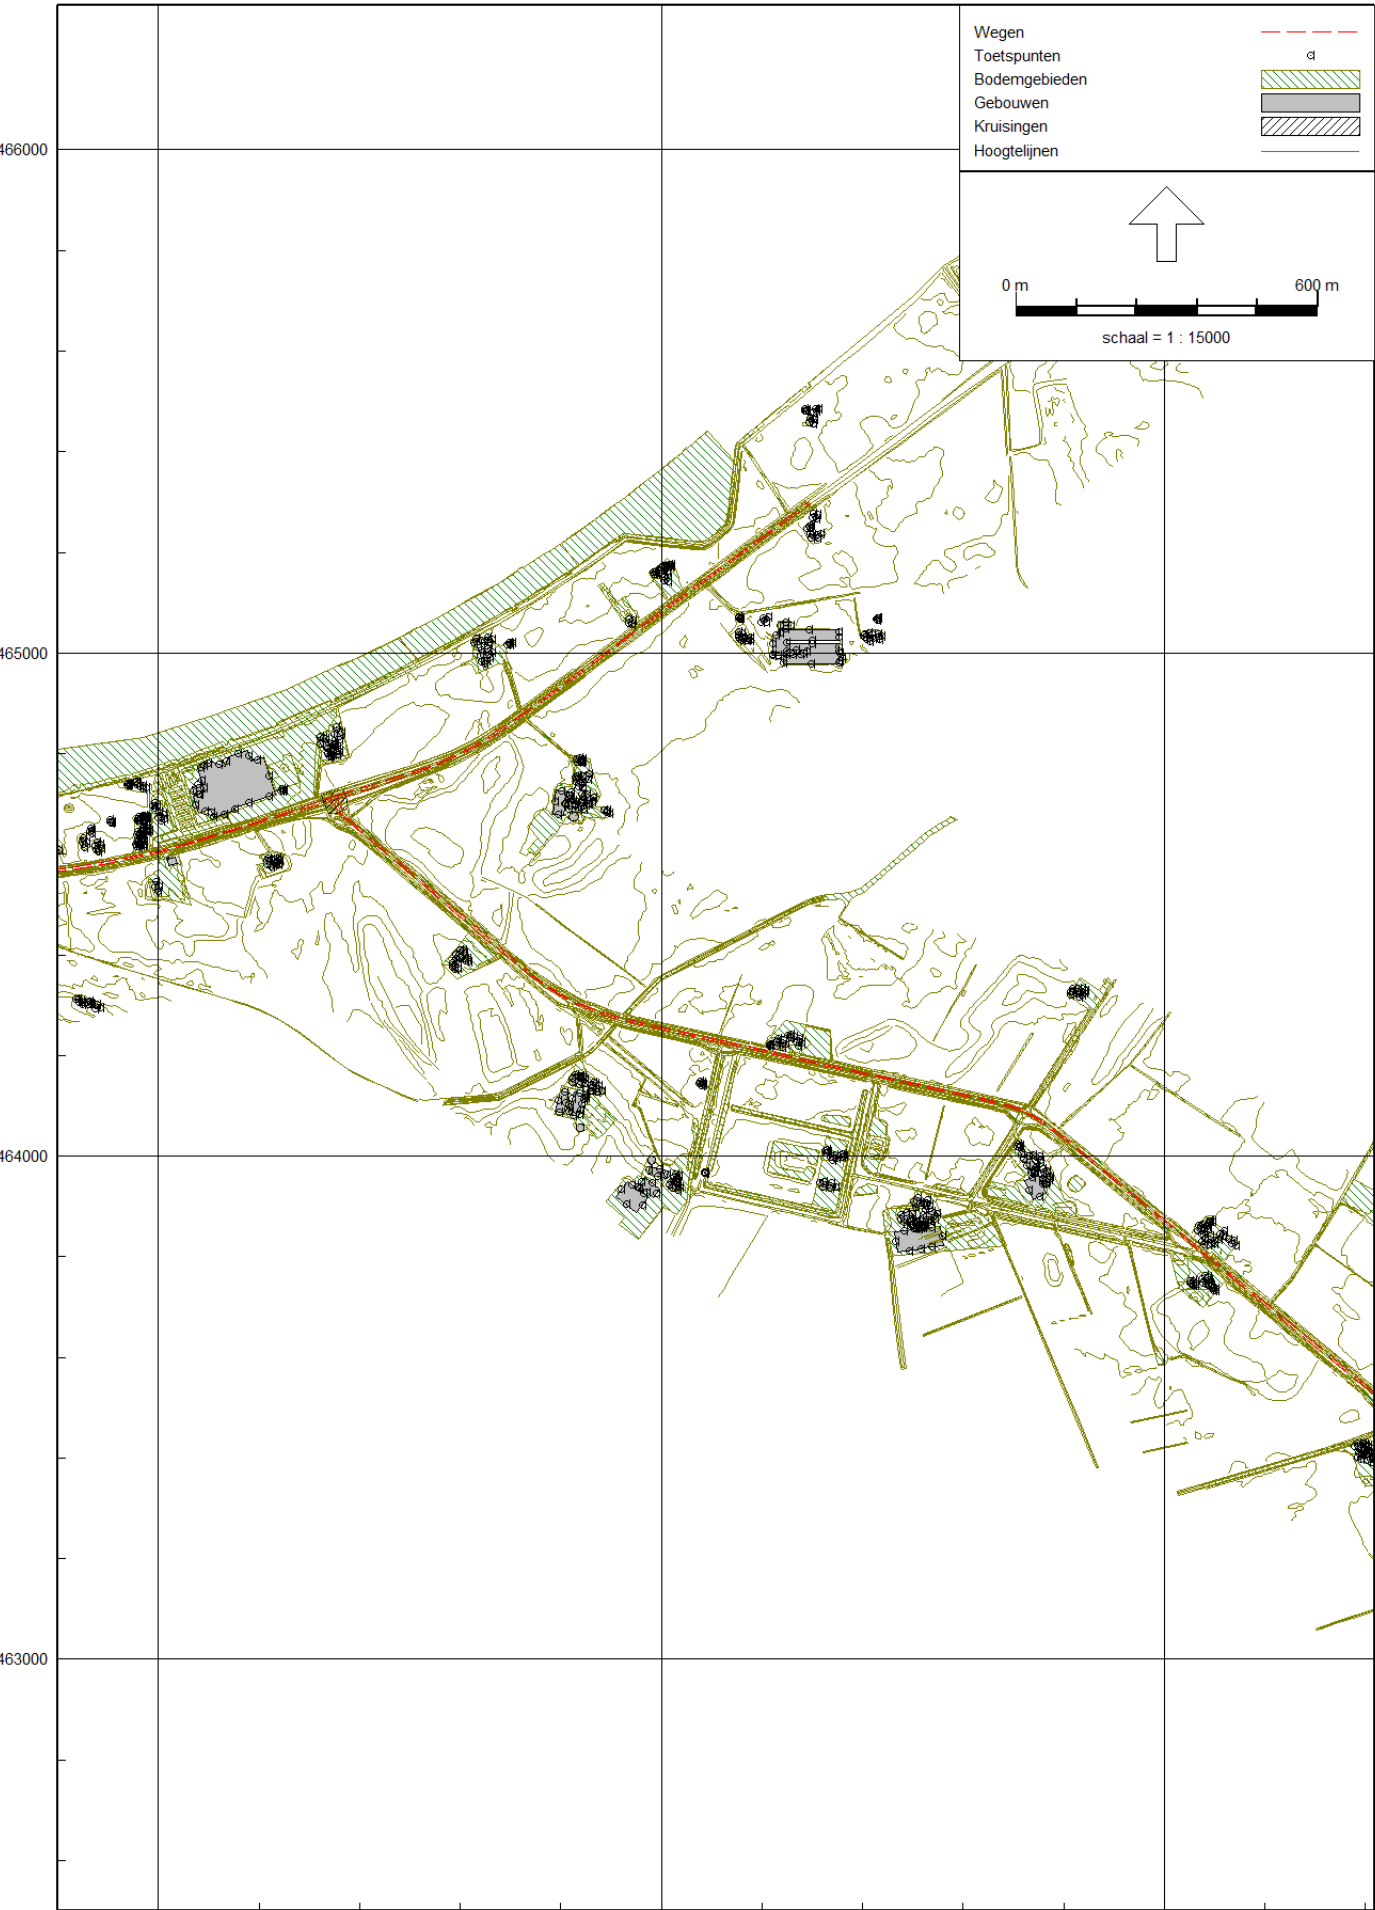 Wegen
Toetspunten
Bodemgebieden
Gebouwen
Kruisingen
Hoogtelijnen
466000
0 m 600 m
schaal = 1 : 15000
465000
464000
463000